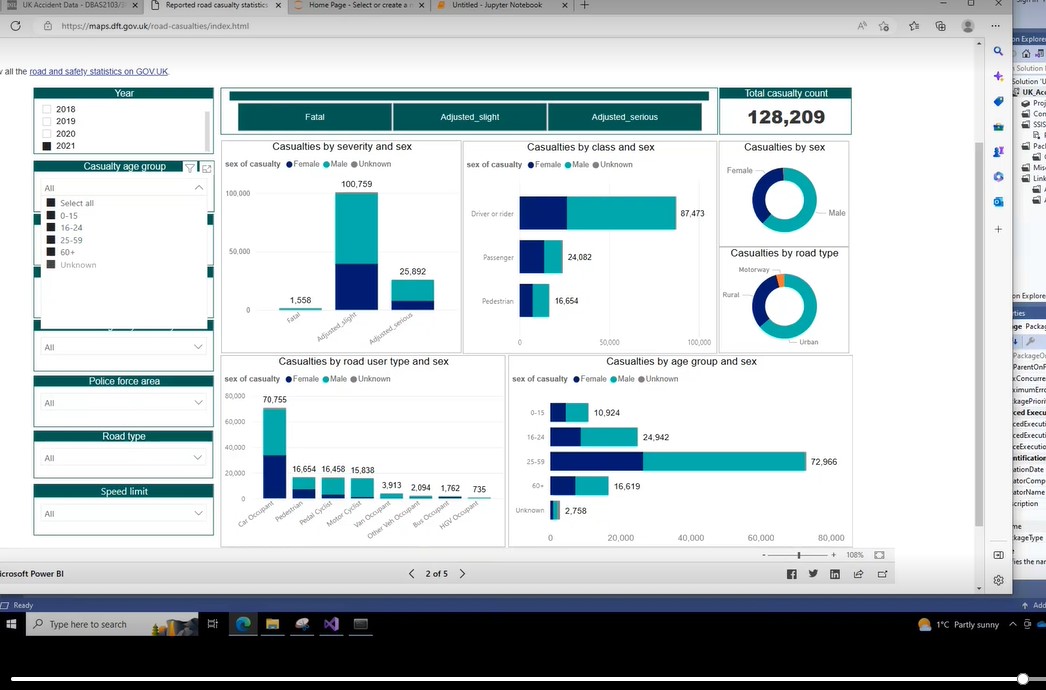 UK Accident Data - DBAS2103/3
Reported road casualty statistics
Home Page - Select or create a n
Untitled - Jupyter Notebook
https://maps.dft.gov.uk/road-casualties/index.html
w all the road and safety statistics on GOV.UK.
Year
2018
2019
2020
2021
Casualty age group
All
Select all
0-15
16-24
25-59
60+
Unknown
All
Police force area
All
Road type
All
Speed limit
All
Fatal
Adjusted_slight
Adjusted_serious
Total casualty count
128,209
Casualties by severity and sex
sex of casualty Female Male Unknown
100,000
50,000
0
1,558
100,759
25,892
Fatal
Adjusted_slight
Adjusted_serious
Casualties by class and sex
sex of casualty Female Male Unknown
Driver or rider 87,473
Passenger 24,082
Pedestrian 16,654
0 50,000 100,000
Casualties by sex
Female
Male
Casualties by road type
Motorway
Rural
Urban
Casualties by road user type and sex
sex of casualty Female Male Unknown
80,000
60,000
40,000
20,000
0
70,755
16,654 16,458 15,838
3,913 2,094 1,762 735
Car Occupant
Pedestrian
Pedal Cyclist
Motor Cyclist
Van Occupant
Other Veh Occupant
Bus Occupant
HGV Occupant
Casualties by age group and sex
sex of casualty Female Male Unknown
0-15 10,924
16-24 24,942
25-59 72,966
60+ 16,619
Unknown 2,758
0 20,000 40,000 60,000 80,000
- + 108%
icrosoft Power BI
2 of 5
Ready
Type here to search
1°C Partly sunny